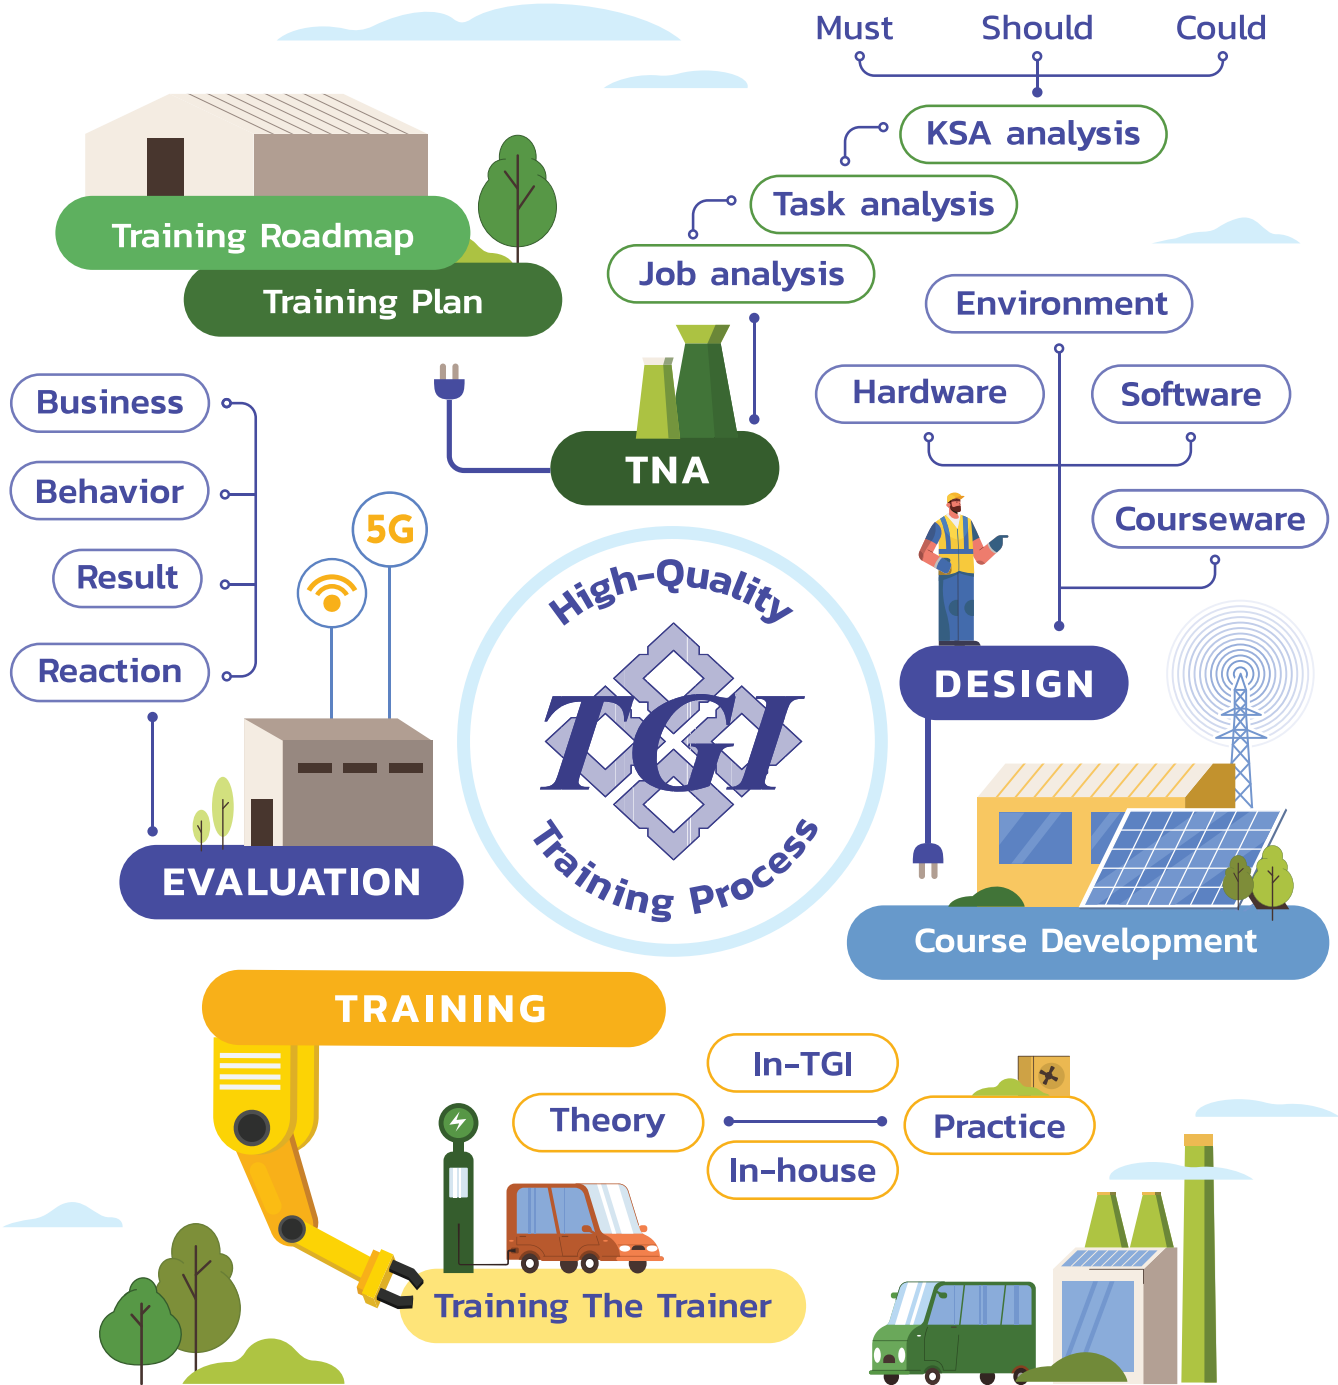 Must
Should
Could
KSA analysis
Task analysis
Job analysis
Training Roadmap
Training Plan
TNA
Environment
Hardware
Software
Courseware
DESIGN
Course Development
Business
Behavior
Result
Reaction
5G
EVALUATION
High-Quality
TGI
Training Process
TRAINING
In-TGI
Theory
Practice
In-house
Training The Trainer